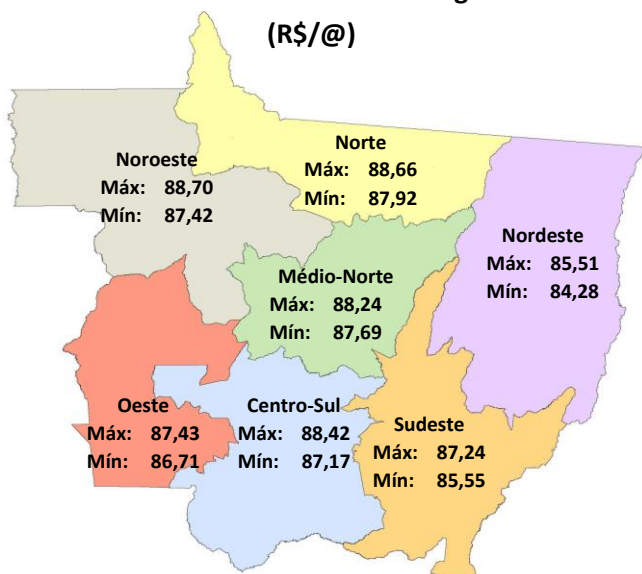 (R$/@)
Norte
Máx: 88,66
Mín: 87,92
Noroeste
Máx: 88,70
Mín: 87,42
Nordeste
Máx: 85,51
Mín: 84,28
Médio-Norte
Máx: 88,24
Mín: 87,69
Oeste
Máx: 87,43
Mín: 86,71
Centro-Sul
Máx: 88,42
Mín: 87,17
Sudeste
Máx: 87,24
Mín: 85,55